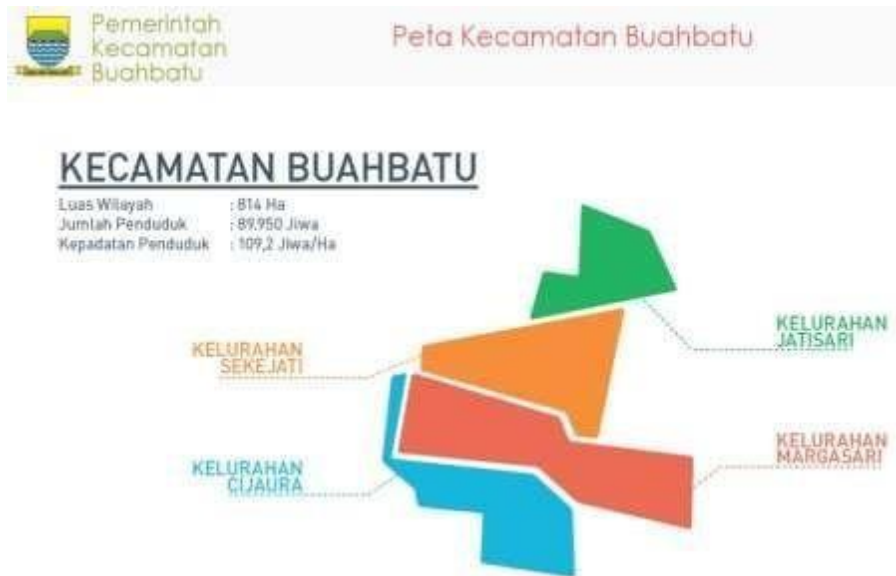 Pemerintah
Kecamatan
Buahbatu
Peta Kecamatan Buahbatu
KECAMATAN BUAHBATU
Luas Wilayah : 814 Ha
Jumlah Penduduk : 89.950 Jiwa
Kepadatan Penduduk : 109,2 Jiwa/Ha
KELURAHAN
JATISARI
KELURAHAN
SEKEJATI
KELURAHAN
MARGASARI
KELURAHAN
CIJAURA